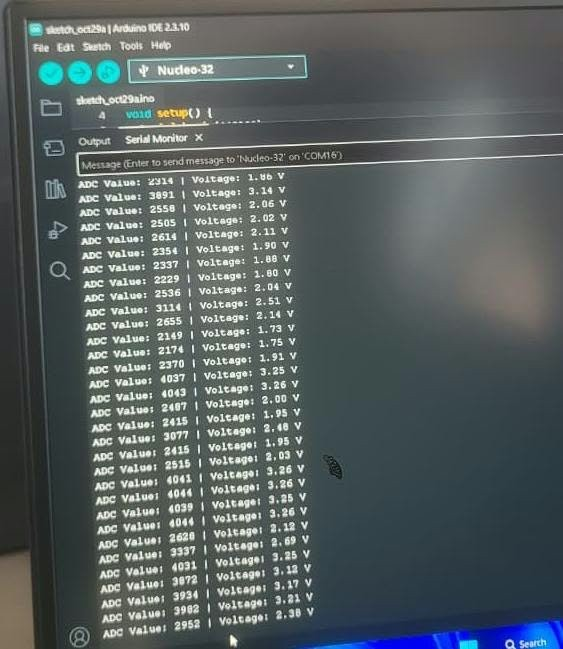 sketch_oct29a | Arduino IDE 2.3.10
File Edit Sketch Tools Help
Nucleo-32
sketch_oct29a.ino
4 void setup() {
Output Serial Monitor ×
Message (Enter to send message to 'Nucleo-32' on 'COM16')
ADC Value: 2314 | Voltage: 1.86 V
ADC Value: 3891 | Voltage: 3.14 V
ADC Value: 2558 | Voltage: 2.06 V
ADC Value: 2505 | Voltage: 2.02 V
ADC Value: 2614 | Voltage: 2.11 V
ADC Value: 2354 | Voltage: 1.90 V
ADC Value: 2337 | Voltage: 1.88 V
ADC Value: 2229 | Voltage: 1.80 V
ADC Value: 2536 | Voltage: 2.04 V
ADC Value: 3114 | Voltage: 2.51 V
ADC Value: 2655 | Voltage: 2.14 V
ADC Value: 2149 | Voltage: 1.73 V
ADC Value: 2174 | Voltage: 1.75 V
ADC Value: 2370 | Voltage: 1.91 V
ADC Value: 4037 | Voltage: 3.25 V
ADC Value: 4043 | Voltage: 3.26 V
ADC Value: 2487 | Voltage: 2.00 V
ADC Value: 2415 | Voltage: 1.95 V
ADC Value: 3077 | Voltage: 2.48 V
ADC Value: 2415 | Voltage: 1.95 V
ADC Value: 2515 | Voltage: 2.03 V
ADC Value: 4041 | Voltage: 3.26 V
ADC Value: 4044 | Voltage: 3.26 V
ADC Value: 4039 | Voltage: 3.25 V
ADC Value: 4044 | Voltage: 3.26 V
ADC Value: 2628 | Voltage: 2.12 V
ADC Value: 3337 | Voltage: 2.69 V
ADC Value: 4031 | Voltage: 3.25 V
ADC Value: 3872 | Voltage: 3.12 V
ADC Value: 3934 | Voltage: 3.17 V
ADC Value: 3982 | Voltage: 3.21 V
ADC Value: 2952 | Voltage: 2.38 V
Search